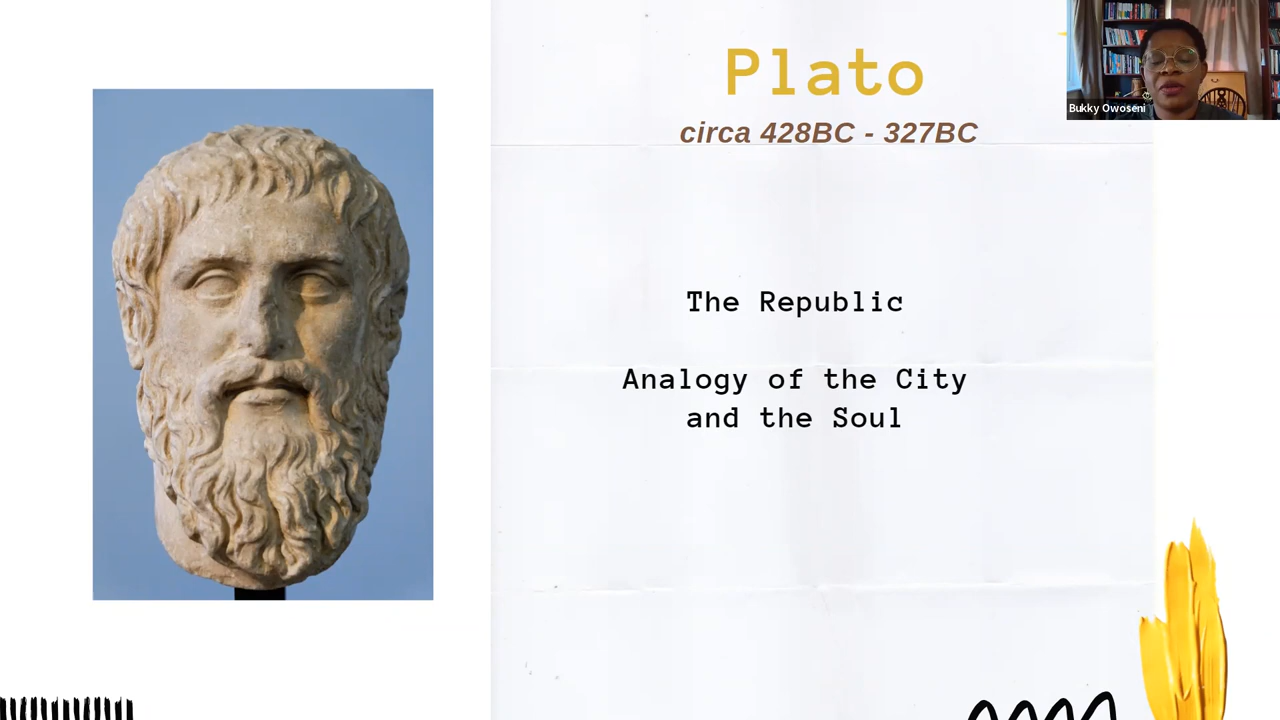 Plato
circa 428BC - 327BC
Bukky Owoseni
The Republic
Analogy of the City
and the Soul